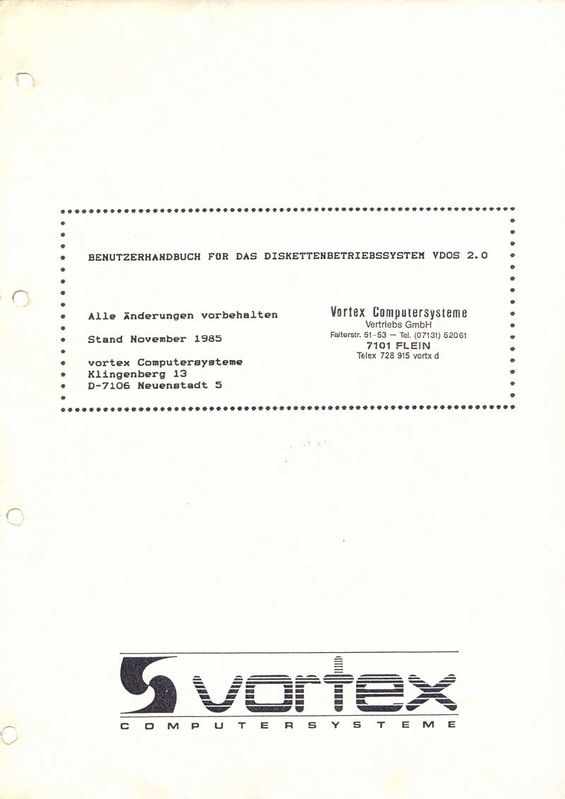 BENUTZERHANDBUCH FÜR DAS DISKETTENBETRIEBSSYSTEM VDOS 2.0
Alle Änderungen vorbehalten
Stand November 1985
vortex Computersysteme
Klingenberg 13
D-7106 Neuenstadt 5
Vortex Computersysteme
Vertriebs GmbH
Falterstr. 51-53 — Tel. (07131) 52061
7101 FLEIN
Telex 728 915 vortx d
vortex
COMPUTERSYSTEME